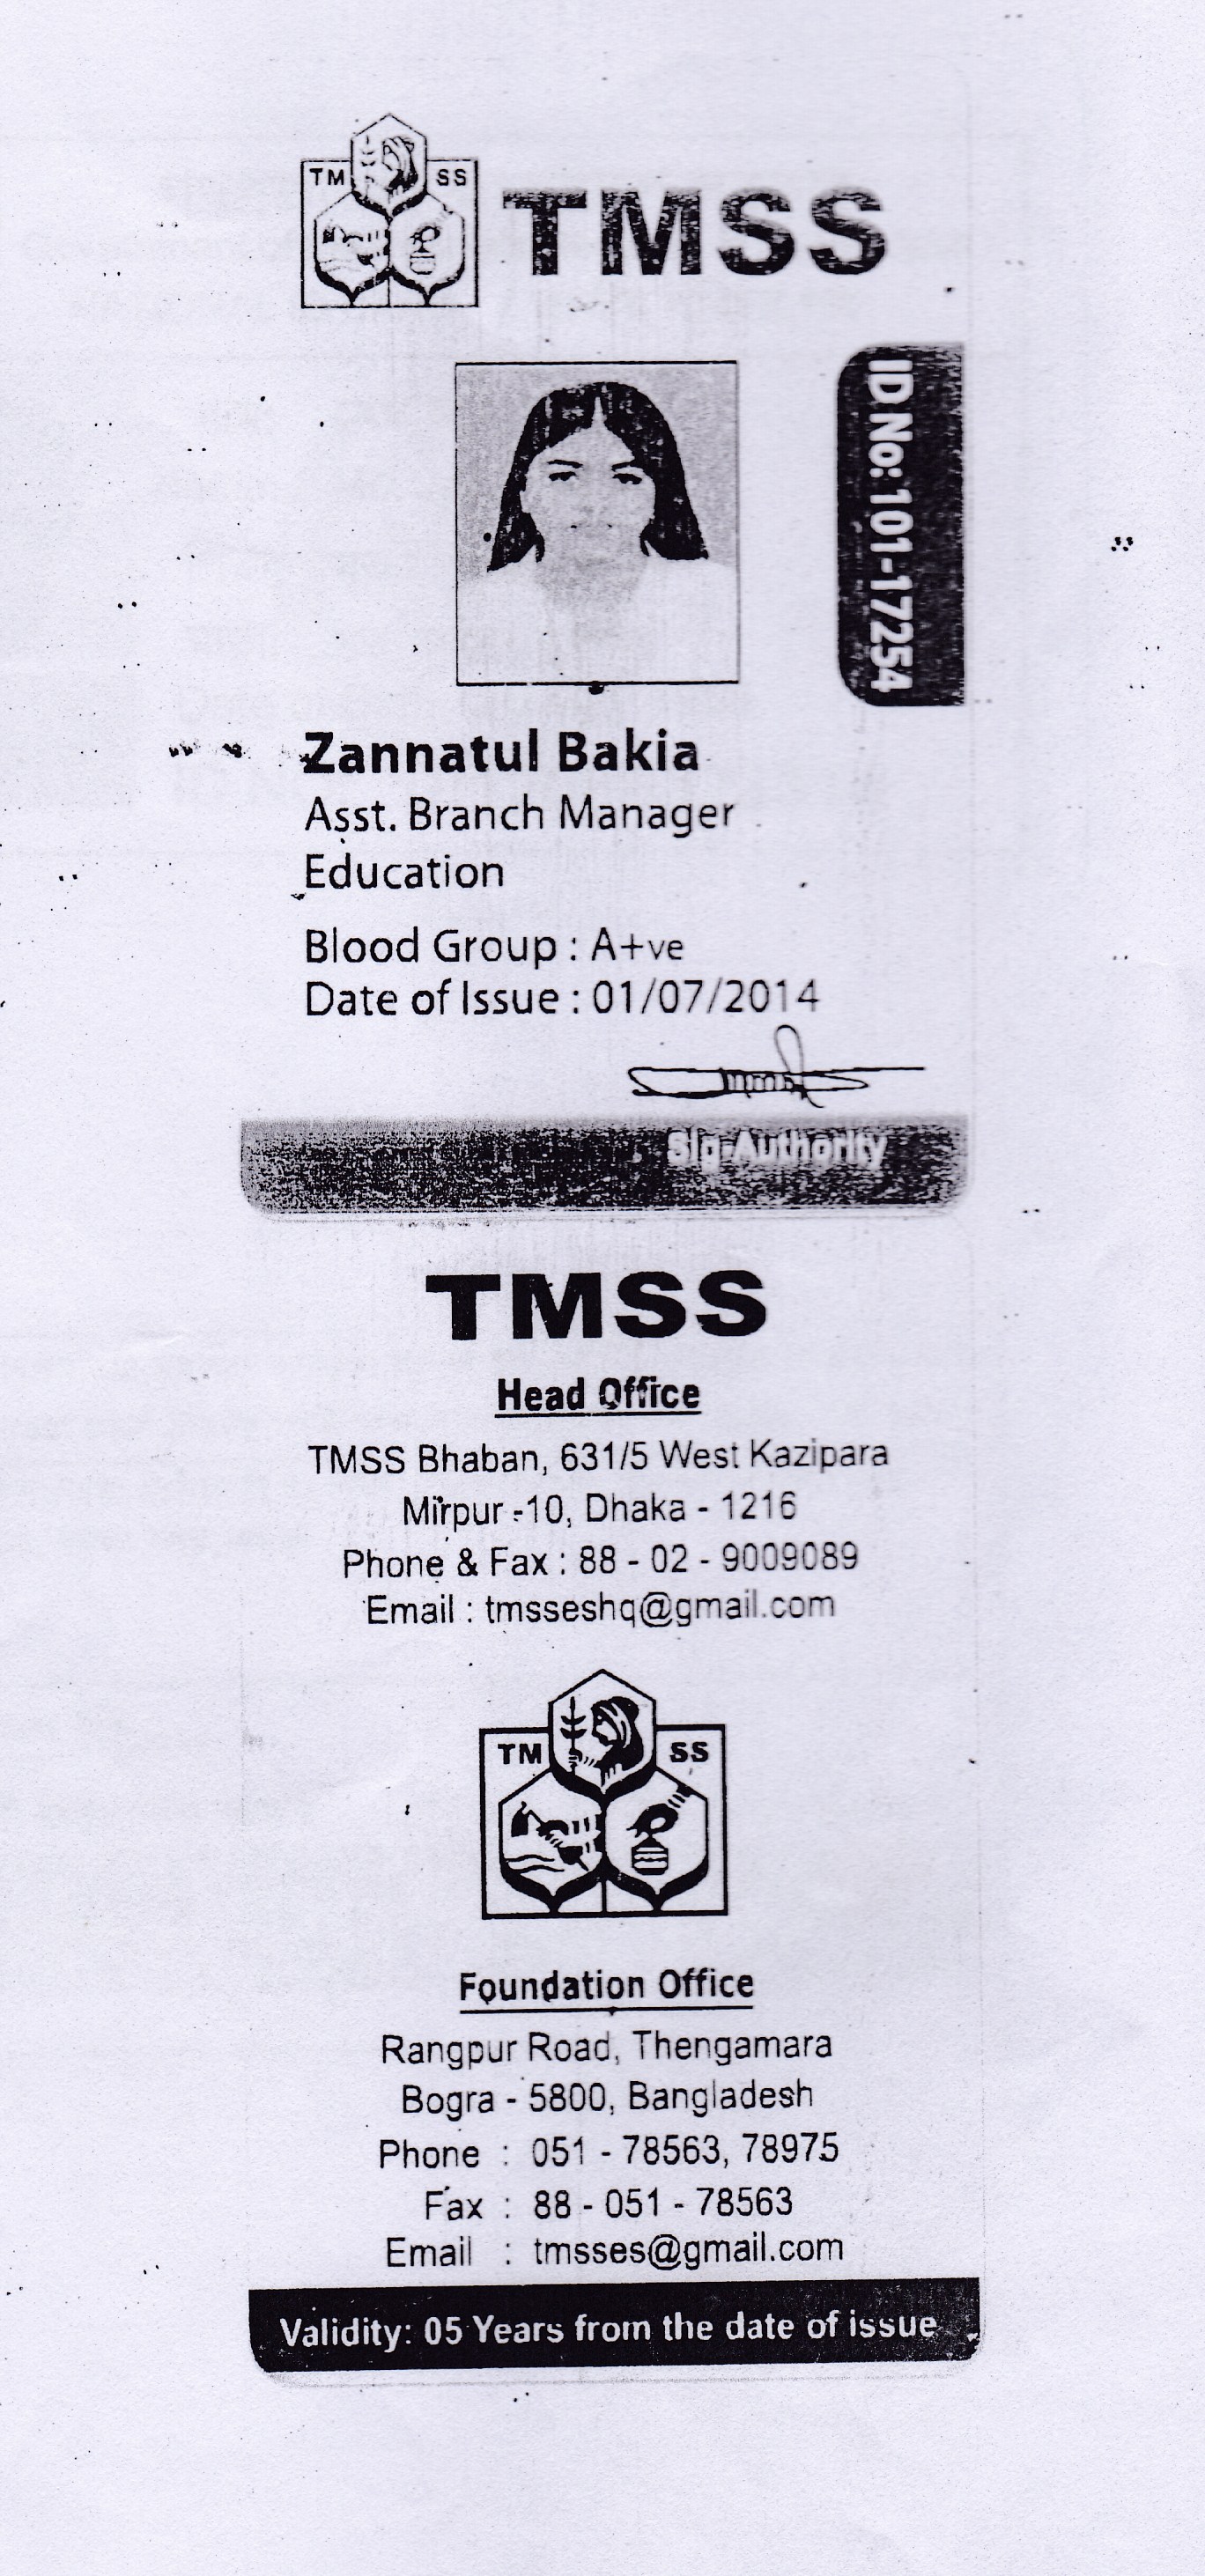 TM SS
TMSS
ID No: 101-17254
Zannatul Bakia
Asst. Branch Manager
Education
Blood Group : A+ve
Date of Issue : 01/07/2014
Sig-Authority
TMSS
Head Office
TMSS Bhaban, 631/5 West Kazipara
Mirpur -10, Dhaka - 1216
Phone & Fax : 88 - 02 - 9009089
Email : tmsseshq@gmail.com
TM SS
Foundation Office
Rangpur Road, Thengamara
Bogra - 5800, Bangladesh
Phone : 051 - 78563, 78975
Fax : 88 - 051 - 78563
Email : tmsses@gmail.com
Validity: 05 Years from the date of issue